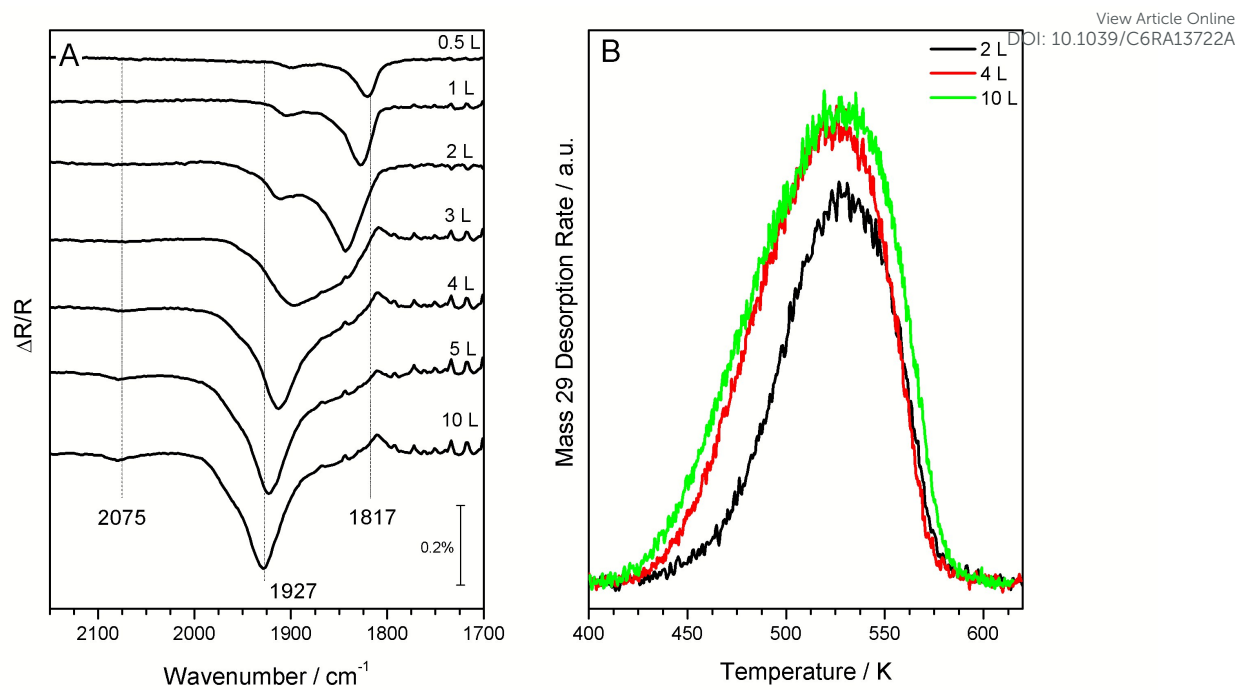 View Article Online
DOI: 10.1039/C6RA13722A
A
0.5 L
1 L
2 L
3 L
4 L
5 L
10 L
2075
1817
0.2%
1927
ΔR/R
2100
2000
1900
1800
1700
Wavenumber / cm⁻¹
B
2 L
4 L
10 L
Mass 29 Desorption Rate / a.u.
400
450
500
550
600
Temperature / K